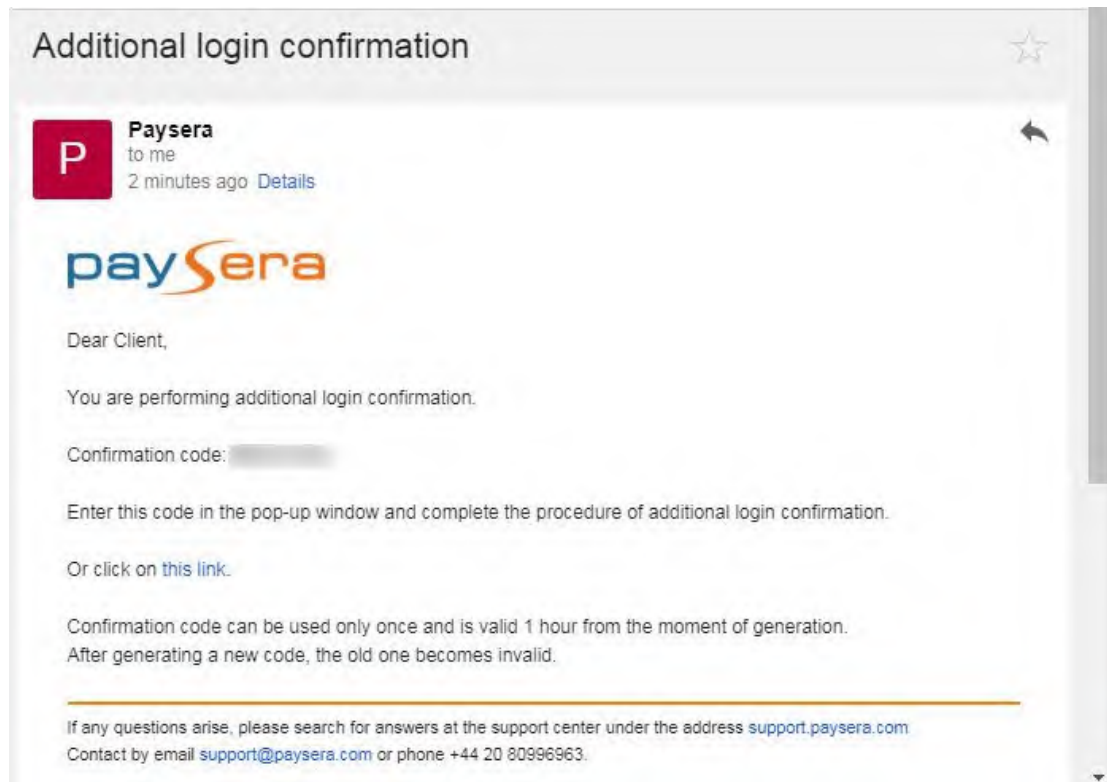 Additional login confirmation
P
Paysera
to me
2 minutes ago Details
paysera
Dear Client,
You are performing additional login confirmation.
Confirmation code:
Enter this code in the pop-up window and complete the procedure of additional login confirmation.
Or click on this link.
Confirmation code can be used only once and is valid 1 hour from the moment of generation.
After generating a new code, the old one becomes invalid.
If any questions arise, please search for answers at the support center under the address support.paysera.com
Contact by email support@paysera.com or phone +44 20 80996963.